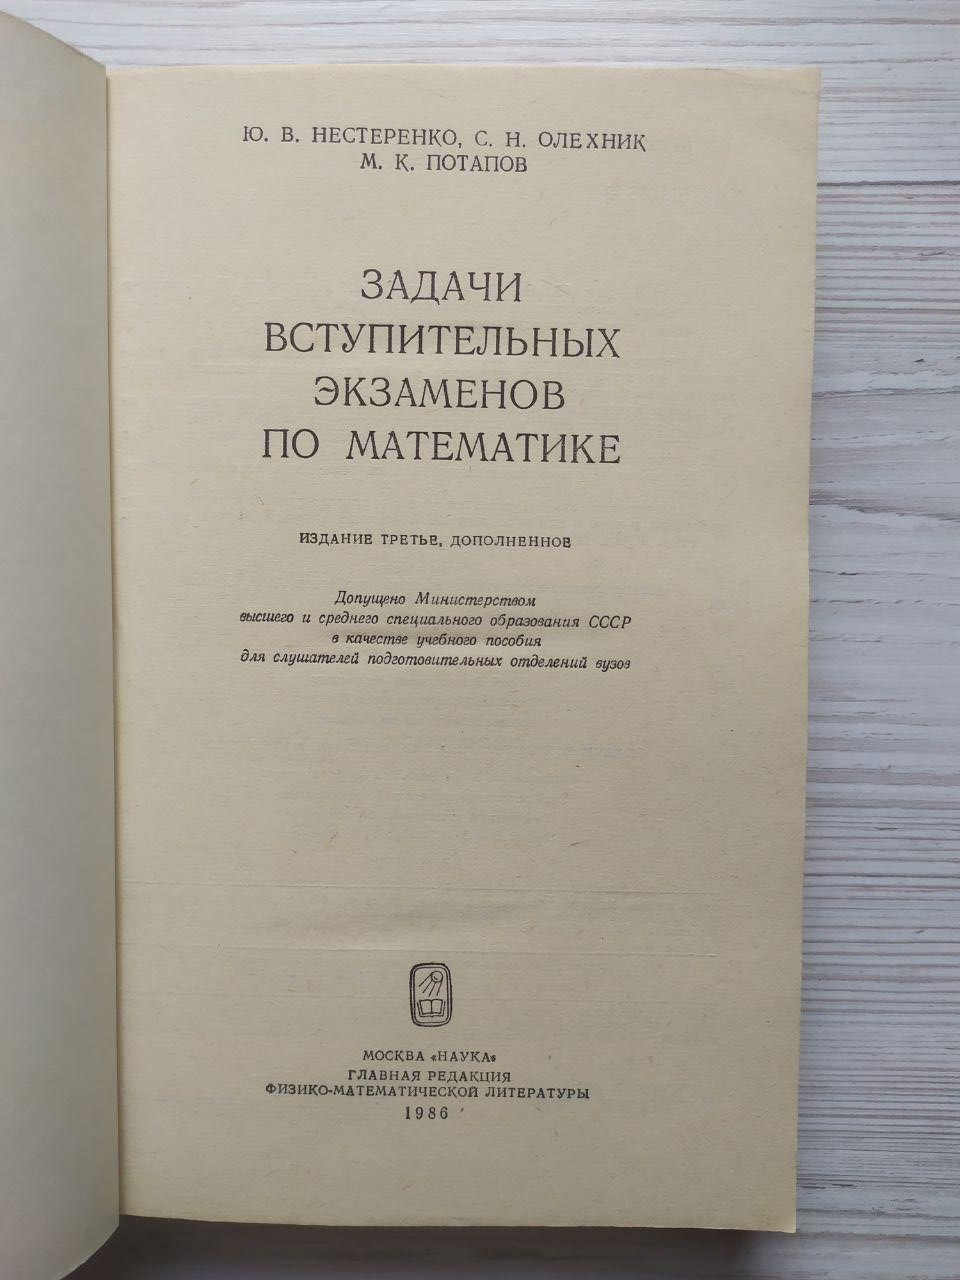 Ю. В. НЕСТЕРЕНКО, С. Н. ОЛЕХНИК
М. К. ПОТАПОВ
ЗАДАЧИ
ВСТУПИТЕЛЬНЫХ
ЭКЗАМЕНОВ
ПО МАТЕМАТИКЕ
ИЗДАНИЕ ТРЕТЬЕ, ДОПОЛНЕННОЕ
Допущено Министерством
высшего и среднего специального образования СССР
в качестве учебного пособия
для слушателей подготовительных отделений вузов
МОСКВА «НАУКА»
ГЛАВНАЯ РЕДАКЦИЯ
ФИЗИКО-МАТЕМАТИЧЕСКОЙ ЛИТЕРАТУРЫ
1986